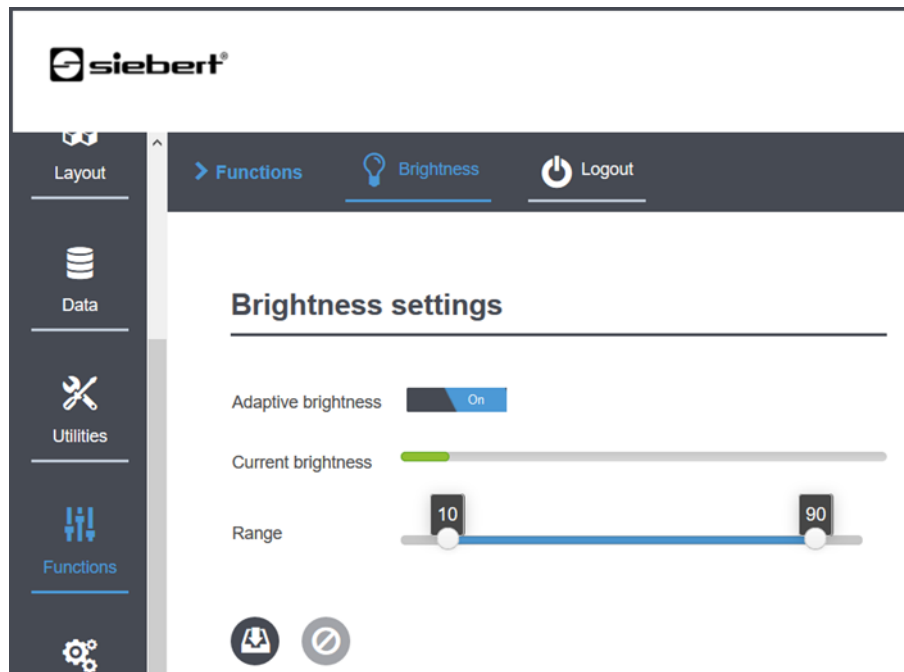 siebert®
Layout
Functions
Brightness
Logout
Data
Brightness settings
Adaptive brightness
On
Utilities
Current brightness
Range
10
90
Functions